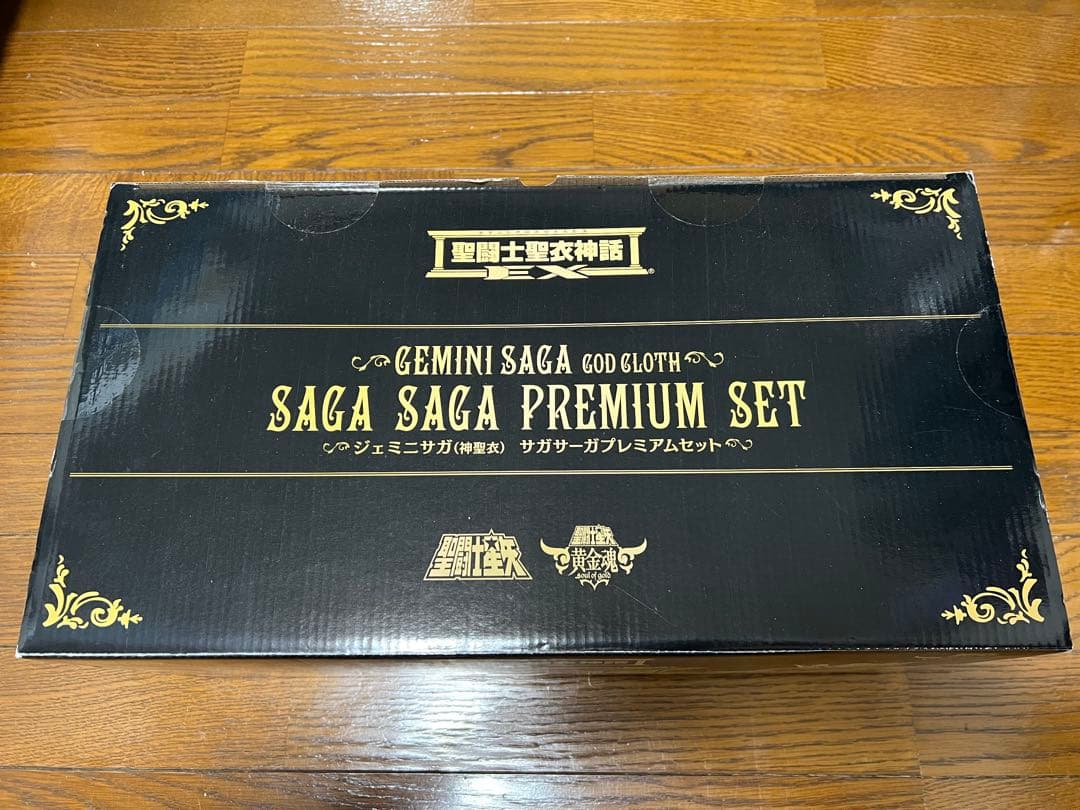 聖闘士聖衣神話
EX®
GEMINI SAGA GOD CLOTH
SAGA SAGA PREMIUM SET
ジェミニサガ(神聖衣) サガサーガプレミアムセット
聖闘士星矢
聖闘士星矢
黄金魂
soul of gold